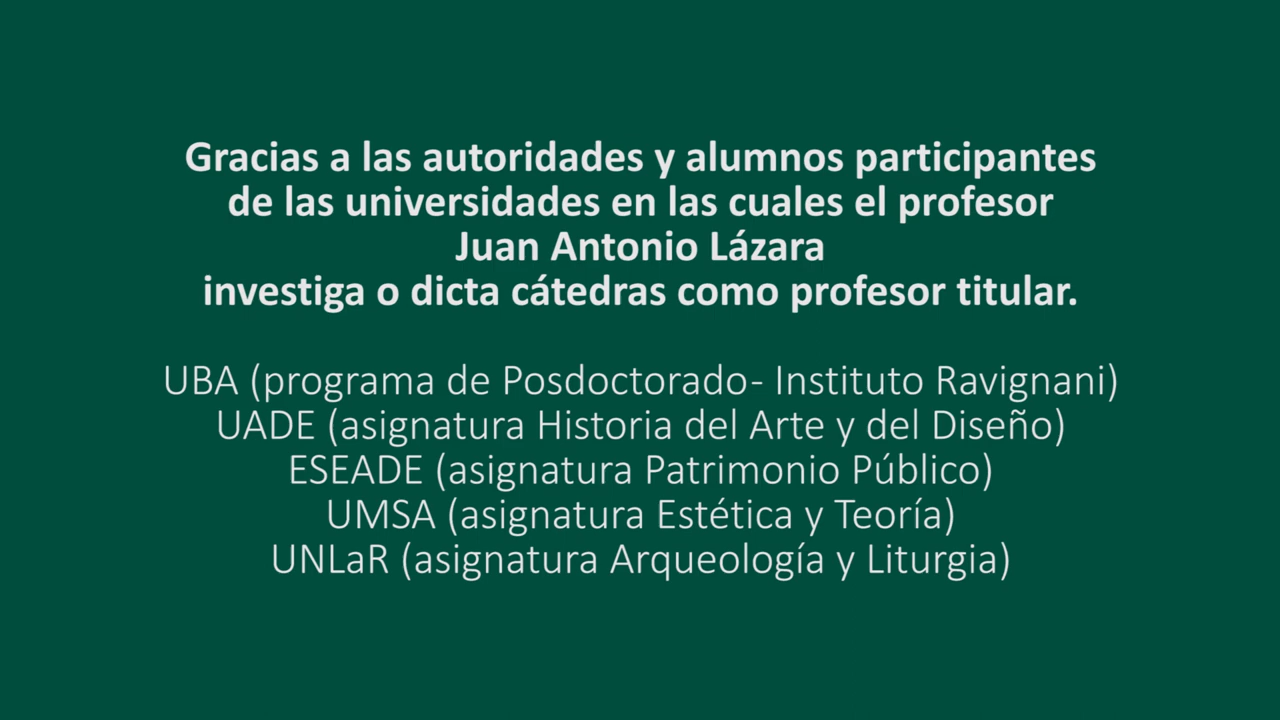 Gracias a las autoridades y alumnos participantes
de las universidades en las cuales el profesor
Juan Antonio Lázara
investiga o dicta cátedras como profesor titular.
UBA (programa de Posdoctorado- Instituto Ravignani)
UADE (asignatura Historia del Arte y del Diseño)
ESEADE (asignatura Patrimonio Público)
UMSA (asignatura Estética y Teoría)
UNLaR (asignatura Arqueología y Liturgia)